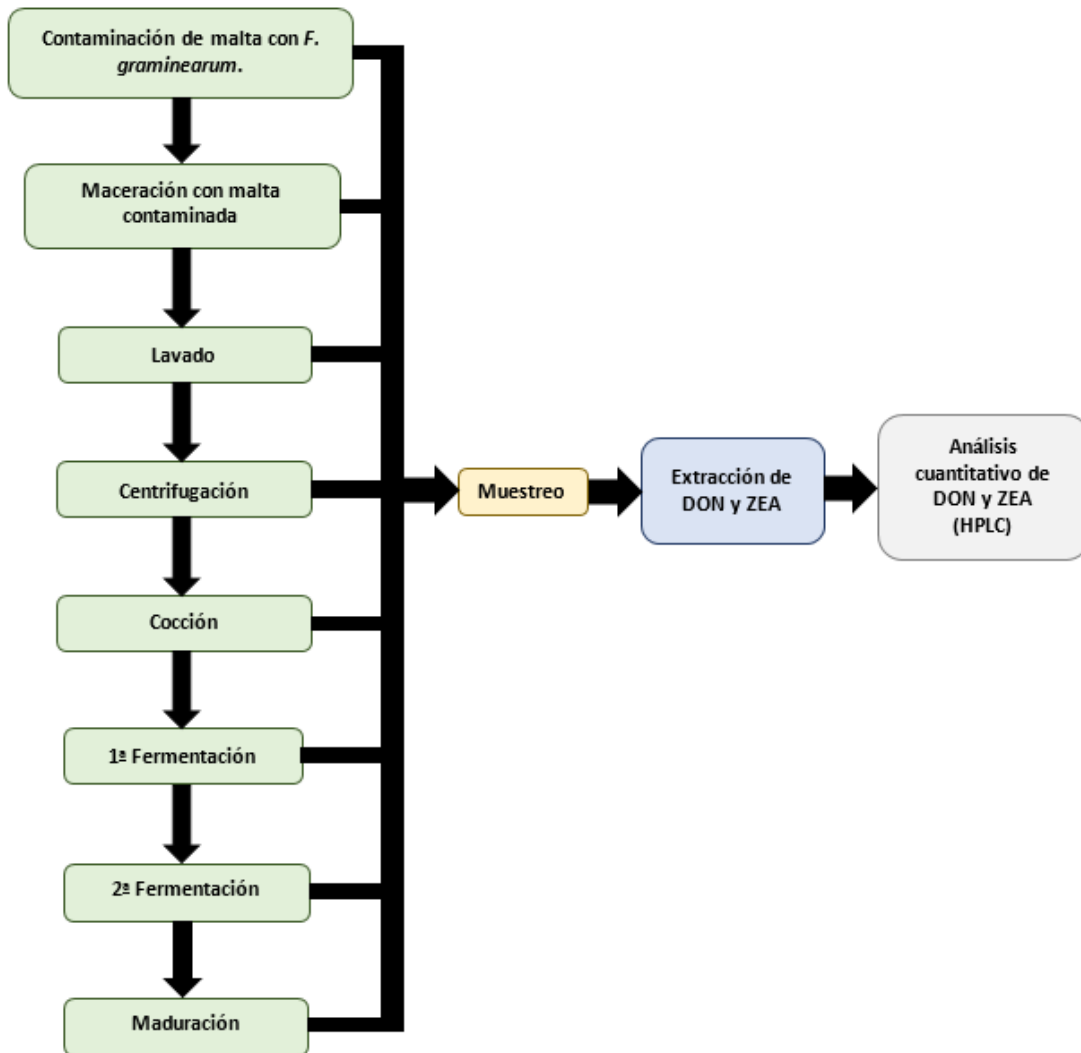 Contaminación de malta con F.
graminearum.
Maceración con malta
contaminada
Lavado
Centrifugación
Cocción
1ª Fermentación
2ª Fermentación
Maduración
Muestreo
Extracción de
DON y ZEA
Análisis
cuantitativo de
DON y ZEA
(HPLC)